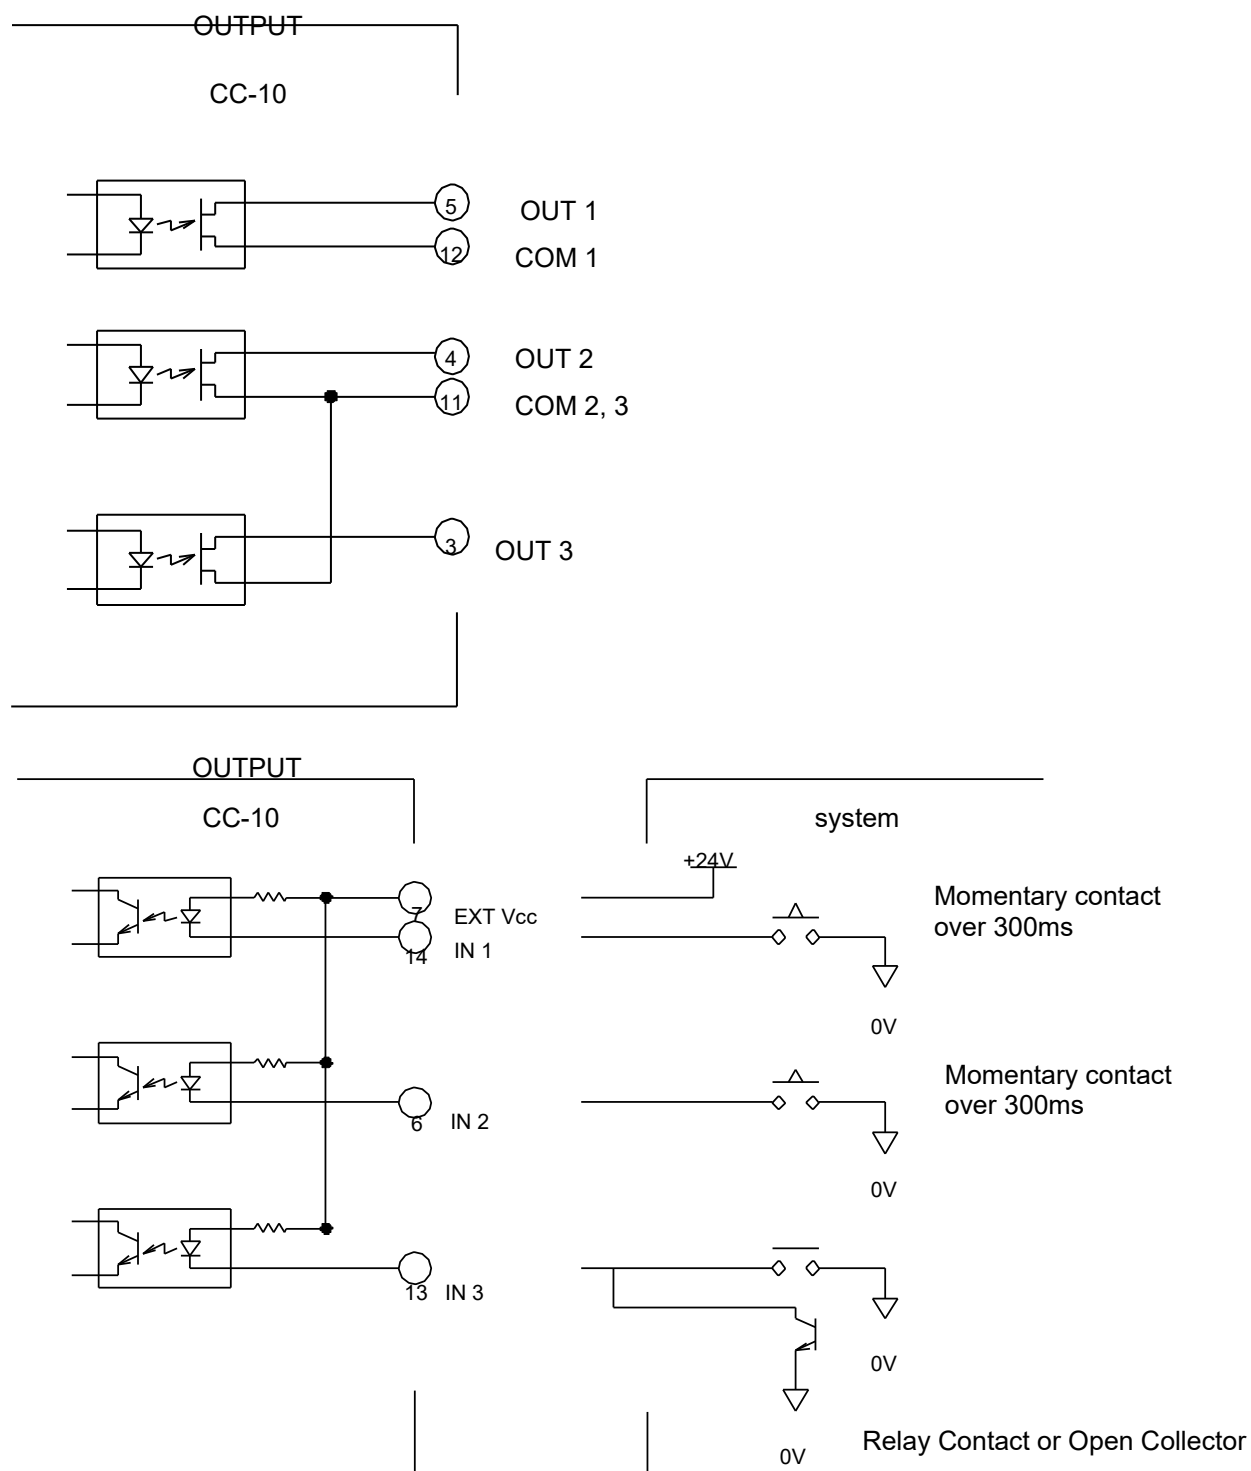 OUTPUT
CC-10
5
OUT 1
12
COM 1
4
OUT 2
11
COM 2, 3
3
OUT 3
OUTPUT
CC-10
system
+24V
7
EXT Vcc
14
IN 1
Momentary contact
over 300ms
0V
6
IN 2
Momentary contact
over 300ms
0V
13
IN 3
0V
0V
Relay Contact or Open Collector